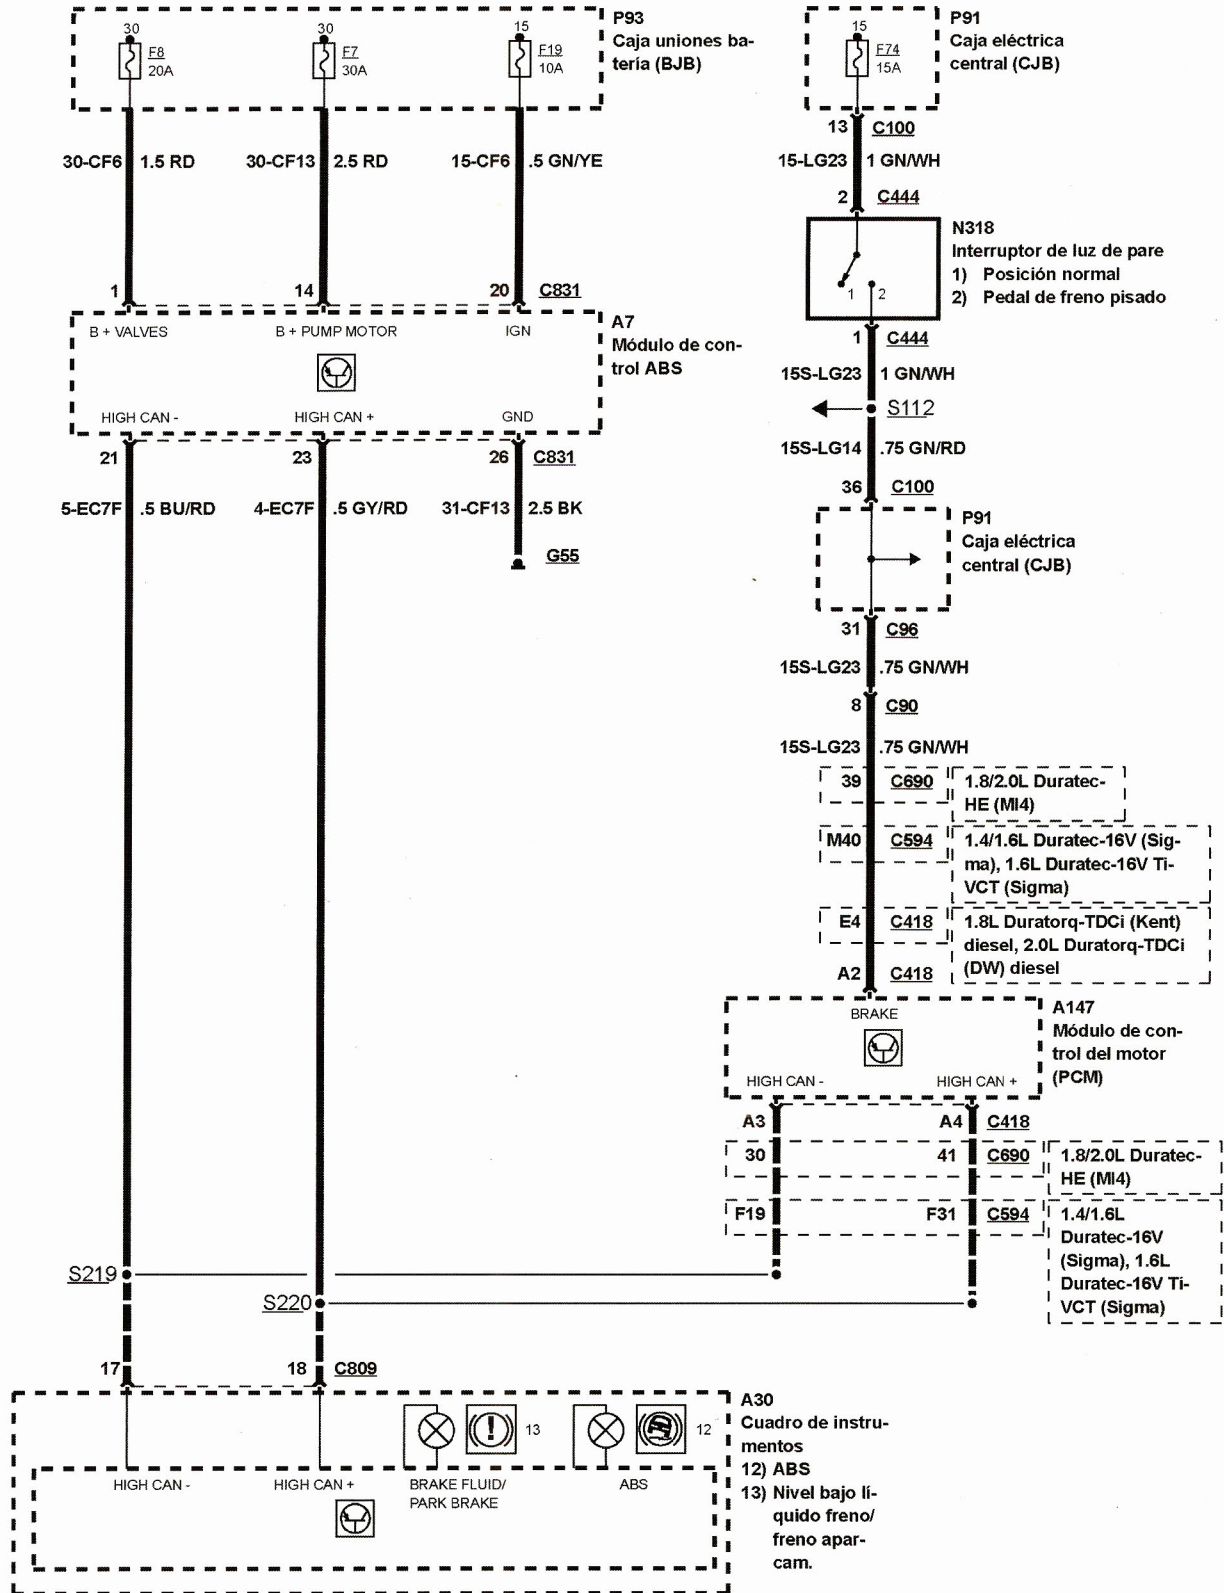 30
F8
20A
30
F7
30A
15
F19
10A
P93
Caja uniones ba-
tería (BJB)
15
F74
15A
P91
Caja eléctrica
central (CJB)
13 C100
30-CF6 1.5 RD
30-CF13 2.5 RD
15-CF6 .5 GN/YE
15-LG23 1 GN/WH
2 C444
N318
Interruptor de luz de pare
1) Posición normal
2) Pedal de freno pisado
1 2
1 14 20 C831
B + VALVES
B + PUMP MOTOR
IGN
A7
Módulo de con-
trol ABS
HIGH CAN -
HIGH CAN +
GND
1 C444
15S-LG23 1 GN/WH
S112
15S-LG14 .75 GN/RD
36 C100
21 23 26 C831
5-EC7F .5 BU/RD
4-EC7F .5 GY/RD
31-CF13 2.5 BK
G55
P91
Caja eléctrica
central (CJB)
31 C96
15S-LG23 .75 GN/WH
8 C90
15S-LG23 .75 GN/WH
39 C690
1.8/2.0L Duratec-
HE (MI4)
M40 C594
1.4/1.6L Duratec-16V (Sig-
ma), 1.6L Duratec-16V Ti-
VCT (Sigma)
E4 C418
1.8L Duratorq-TDCi (Kent)
diesel, 2.0L Duratorq-TDCi
(DW) diesel
A2 C418
BRAKE
A147
Módulo de con-
trol del motor
(PCM)
HIGH CAN -
HIGH CAN +
A3 A4 C418
30 41 C690
1.8/2.0L Duratec-
HE (MI4)
F19 F31 C594
1.4/1.6L
Duratec-16V
(Sigma), 1.6L
Duratec-16V Ti-
VCT (Sigma)
S219
S220
17 18 C809
13
12
HIGH CAN -
HIGH CAN +
BRAKE FLUID/
PARK BRAKE
ABS
A30
Cuadro de instru-
mentos
12) ABS
13) Nivel bajo lí-
quido freno/
freno apar-
cam.